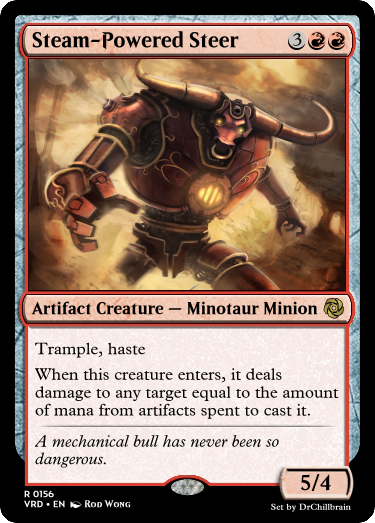 Steam-Powered Steer 3
Artifact Creature — Minotaur Minion
Trample, haste
When this creature enters, it deals
damage to any target equal to the amount
of mana from artifacts spent to cast it.
A mechanical bull has never been so
dangerous.
5/4
R 0156
VRD • EN Rod Wong
Set by DrChillbrain